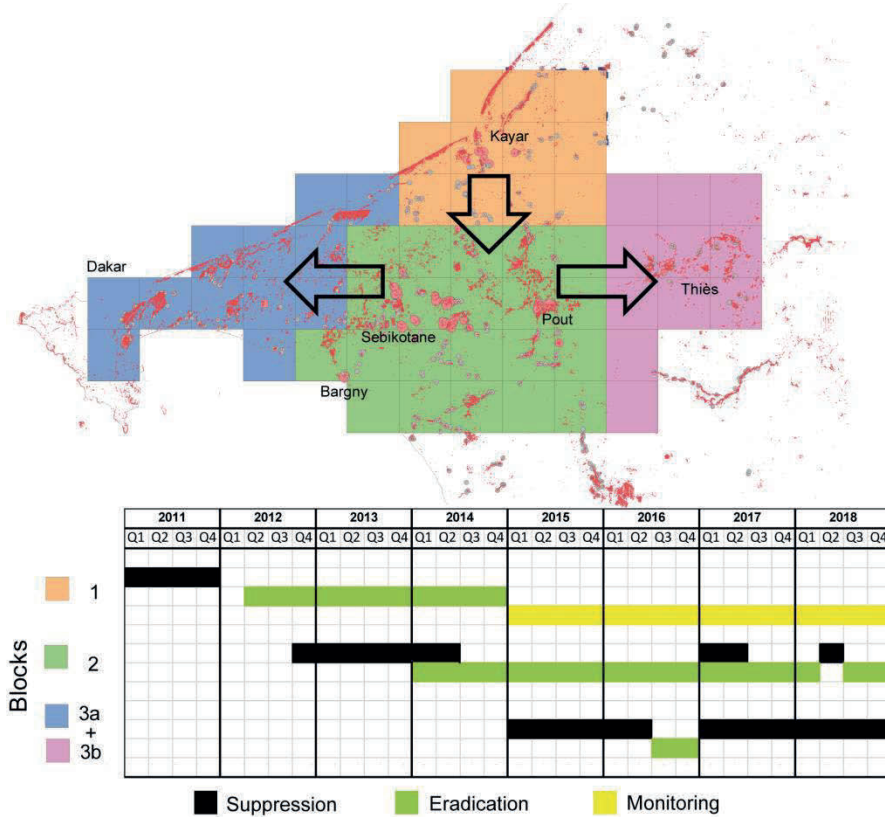 Kayar
Dakar
Thiès
Pout
Sebikotane
Bargny
2011 2012 2013 2014 2015 2016 2017 2018
Q1 Q2 Q3 Q4 Q1 Q2 Q3 Q4 Q1 Q2 Q3 Q4 Q1 Q2 Q3 Q4 Q1 Q2 Q3 Q4 Q1 Q2 Q3 Q4 Q1 Q2 Q3 Q4 Q1 Q2 Q3 Q4
Blocks
1
2
3a
+
3b
Suppression Eradication Monitoring